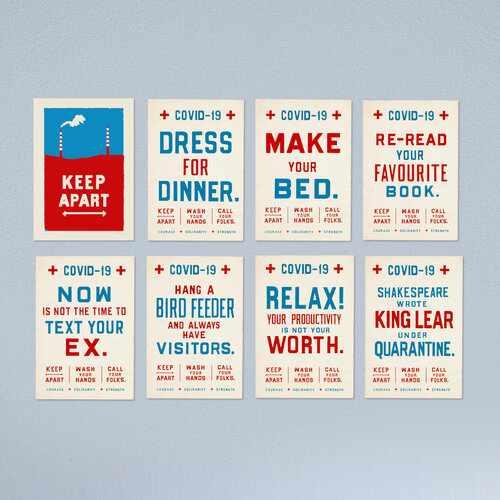 KEEP
APART
+ COVID-19 +
DRESS
FOR
DINNER.
KEEP APART
WASH YOUR HANDS
CALL YOUR FOLKS.
COURAGE • SOLIDARITY • STRENGTH
+ COVID-19 +
MAKE
YOUR
BED.
KEEP APART
WASH YOUR HANDS
CALL YOUR FOLKS.
COURAGE • SOLIDARITY • STRENGTH
+ COVID-19 +
RE-READ
YOUR
FAVOURITE
BOOK.
KEEP APART
WASH YOUR HANDS
CALL YOUR FOLKS.
COURAGE • SOLIDARITY • STRENGTH
+ COVID-19 +
NOW
IS NOT THE TIME TO
TEXT YOUR
EX.
KEEP APART
WASH YOUR HANDS
CALL YOUR FOLKS.
COURAGE • SOLIDARITY • STRENGTH
+ COVID-19 +
HANG A
BIRD FEEDER
AND ALWAYS
HAVE
VISITORS.
KEEP APART
WASH YOUR HANDS
CALL YOUR FOLKS.
COURAGE • SOLIDARITY • STRENGTH
+ COVID-19 +
RELAX!
YOUR PRODUCTIVITY
IS NOT YOUR
WORTH.
KEEP APART
WASH YOUR HANDS
CALL YOUR FOLKS.
COURAGE • SOLIDARITY • STRENGTH
+ COVID-19 +
SHAKESPEARE
WROTE
KING LEAR
UNDER
QUARANTINE.
KEEP APART
WASH YOUR HANDS
CALL YOUR FOLKS.
COURAGE • SOLIDARITY • STRENGTH